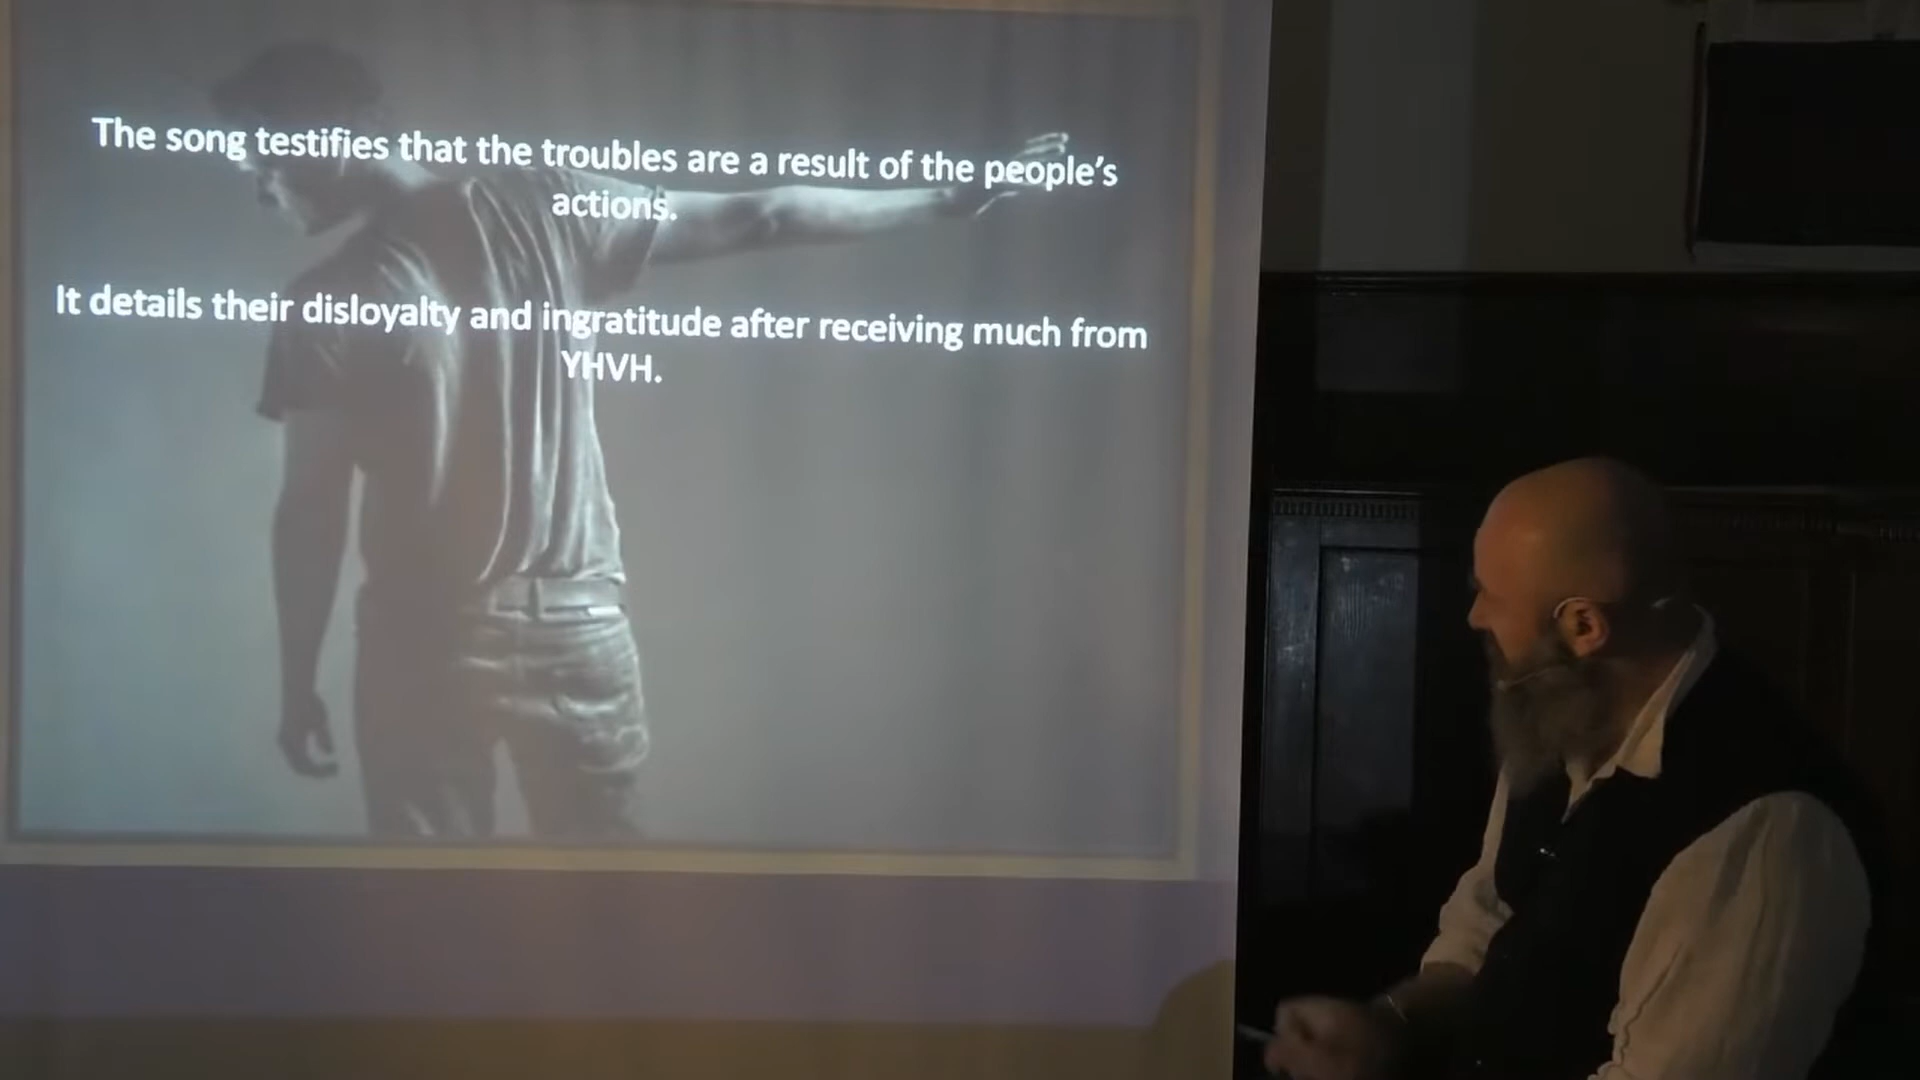 The song testifies that the troubles are a result of the people's
actions.
It details their disloyalty and ingratitude after receiving much from
YHVH.